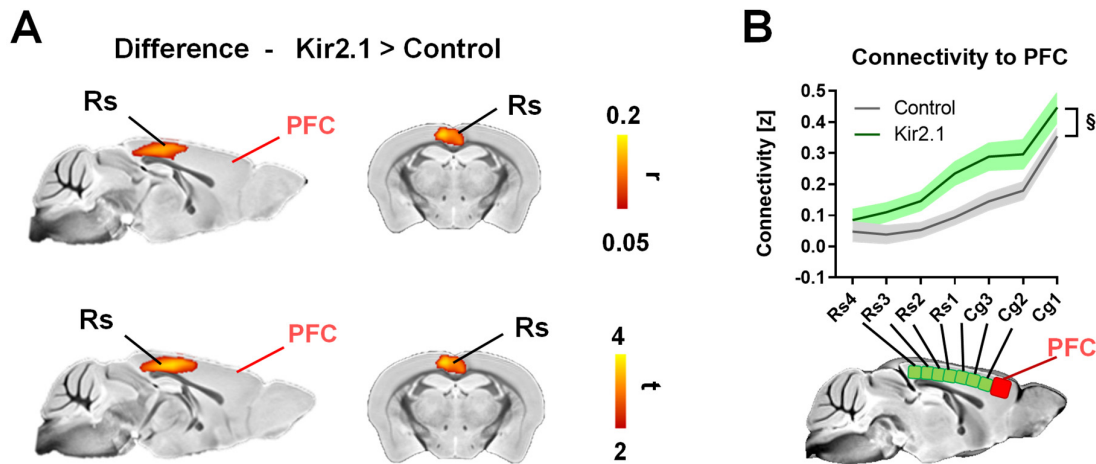 A
Difference - Kir2.1 > Control
Rs
PFC
Rs
0.2
r
0.05
Rs
PFC
Rs
4
t
2
B
Connectivity to PFC
Connectivity [z]
0.5
0.4
0.3
0.2
0.1
0.0
-0.1
Control
Kir2.1
§
Rs4
Rs3
Rs2
Rs1
Cg3
Cg2
Cg1
PFC